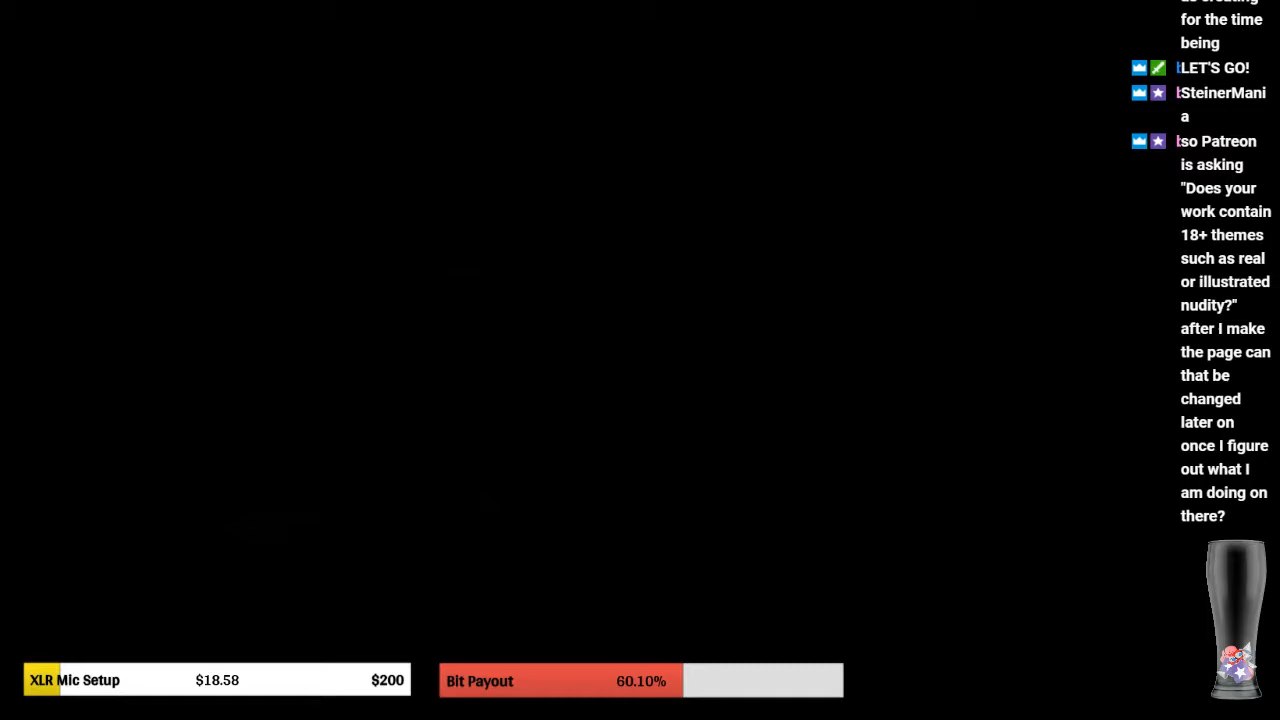 for the time
being
LET'S GO!
SteinerMani
a
so Patreon
is asking
"Does your
work contain
18+ themes
such as real
or illustrated
nudity?"
after I make
the page can
that be
changed
later on
once I figure
out what I
am doing on
there?
XLR Mic Setup $18.58 $200
Bit Payout 60.10%